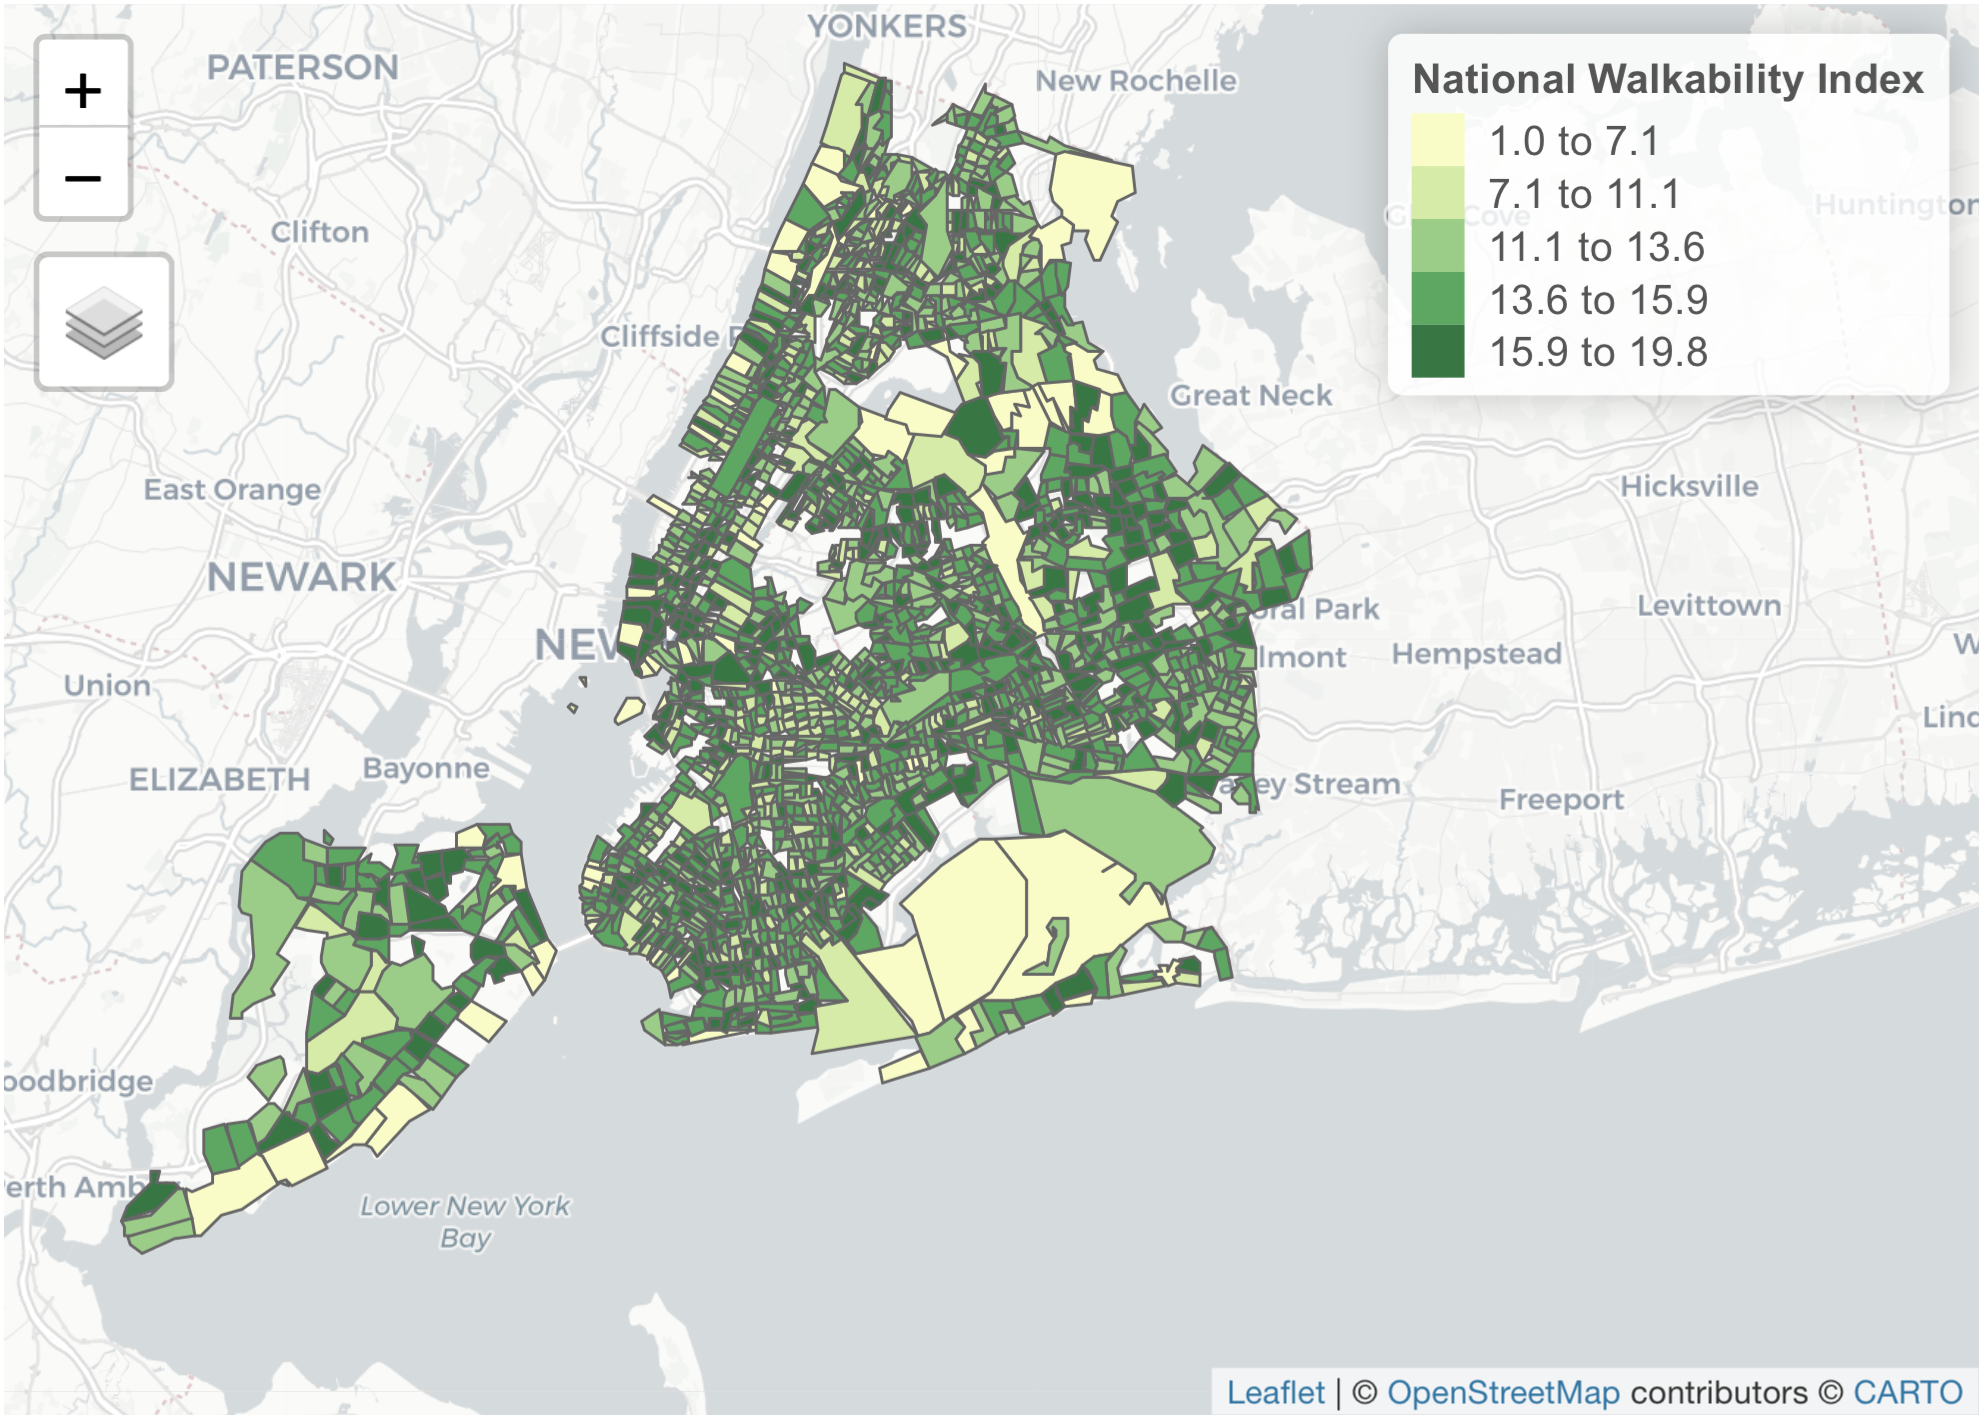 YONKERS
PATERSON
New Rochelle
+
−
National Walkability Index
1.0 to 7.1
7.1 to 11.1
11.1 to 13.6
13.6 to 15.9
15.9 to 19.8
Cove
Huntington
Clifton
Cliffside
Great Neck
East Orange
Hicksville
NEWARK
Levittown
oral Park
NEW
lmont
Hempstead
W
Union
Lind
ELIZABETH
Bayonne
ey Stream
Freeport
oodbridge
erth Amb
Lower New York
Bay
Leaflet | © OpenStreetMap contributors © CARTO